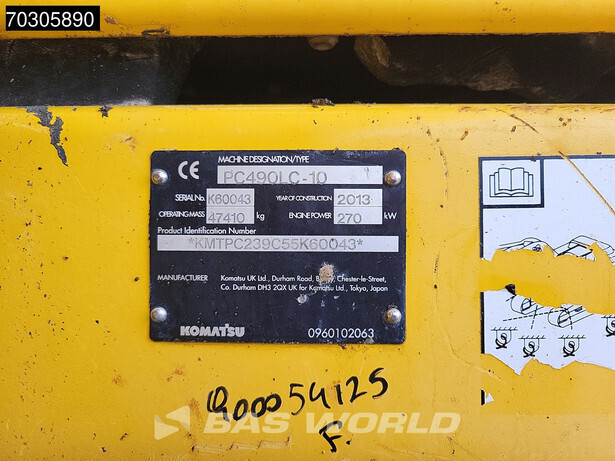 70305890
CE
MACHINE DESIGNATION/TYPE
PC490LC-10
SERIAL No. K60043 YEAR OF CONSTRUCTION 2013
OPERATING MASS 47410 kg ENGINE POWER 270 kW
Product Identification Number
*KMTPC239C55K60043*
MANUFACTURER Komatsu UK Ltd., Durham Road, Birtley, Chester-le-Street,
Co. Durham DH3 2QX UK for Komatsu Ltd., Tokyo, Japan
KOMATSU 0960102063
900054125
F.
BAS WORLD